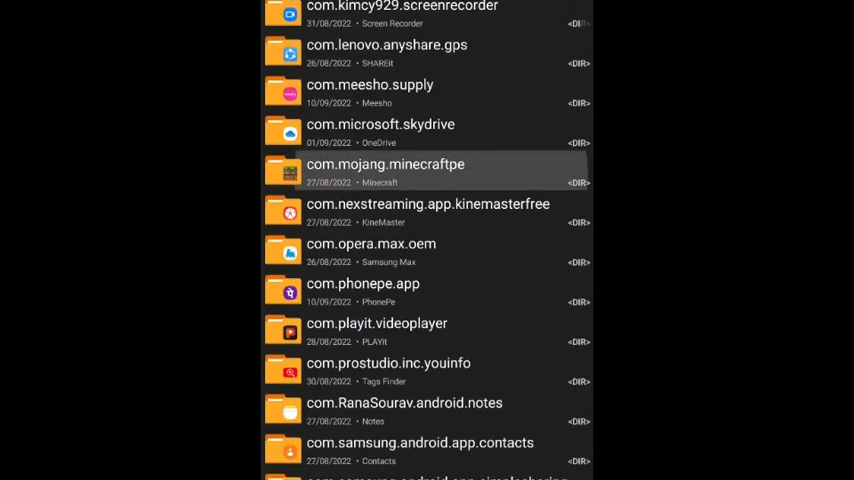 com.kimcy929.screenrecorder
31/08/2022 • Screen Recorder <DIR>
com.lenovo.anyshare.gps
26/08/2022 • SHAREit <DIR>
com.meesho.supply
10/09/2022 • Meesho <DIR>
com.microsoft.skydrive
01/09/2022 • OneDrive <DIR>
com.mojang.minecraftpe
27/08/2022 • Minecraft <DIR>
com.nexstreaming.app.kinemasterfree
27/08/2022 • KineMaster <DIR>
com.opera.max.oem
26/08/2022 • Samsung Max <DIR>
com.phonepe.app
10/09/2022 • PhonePe <DIR>
com.playit.videoplayer
28/08/2022 • PLAYit <DIR>
com.prostudio.inc.youinfo
30/08/2022 • Tags Finder <DIR>
com.RanaSourav.android.notes
27/08/2022 • Notes <DIR>
com.samsung.android.app.contacts
27/08/2022 • Contacts <DIR>